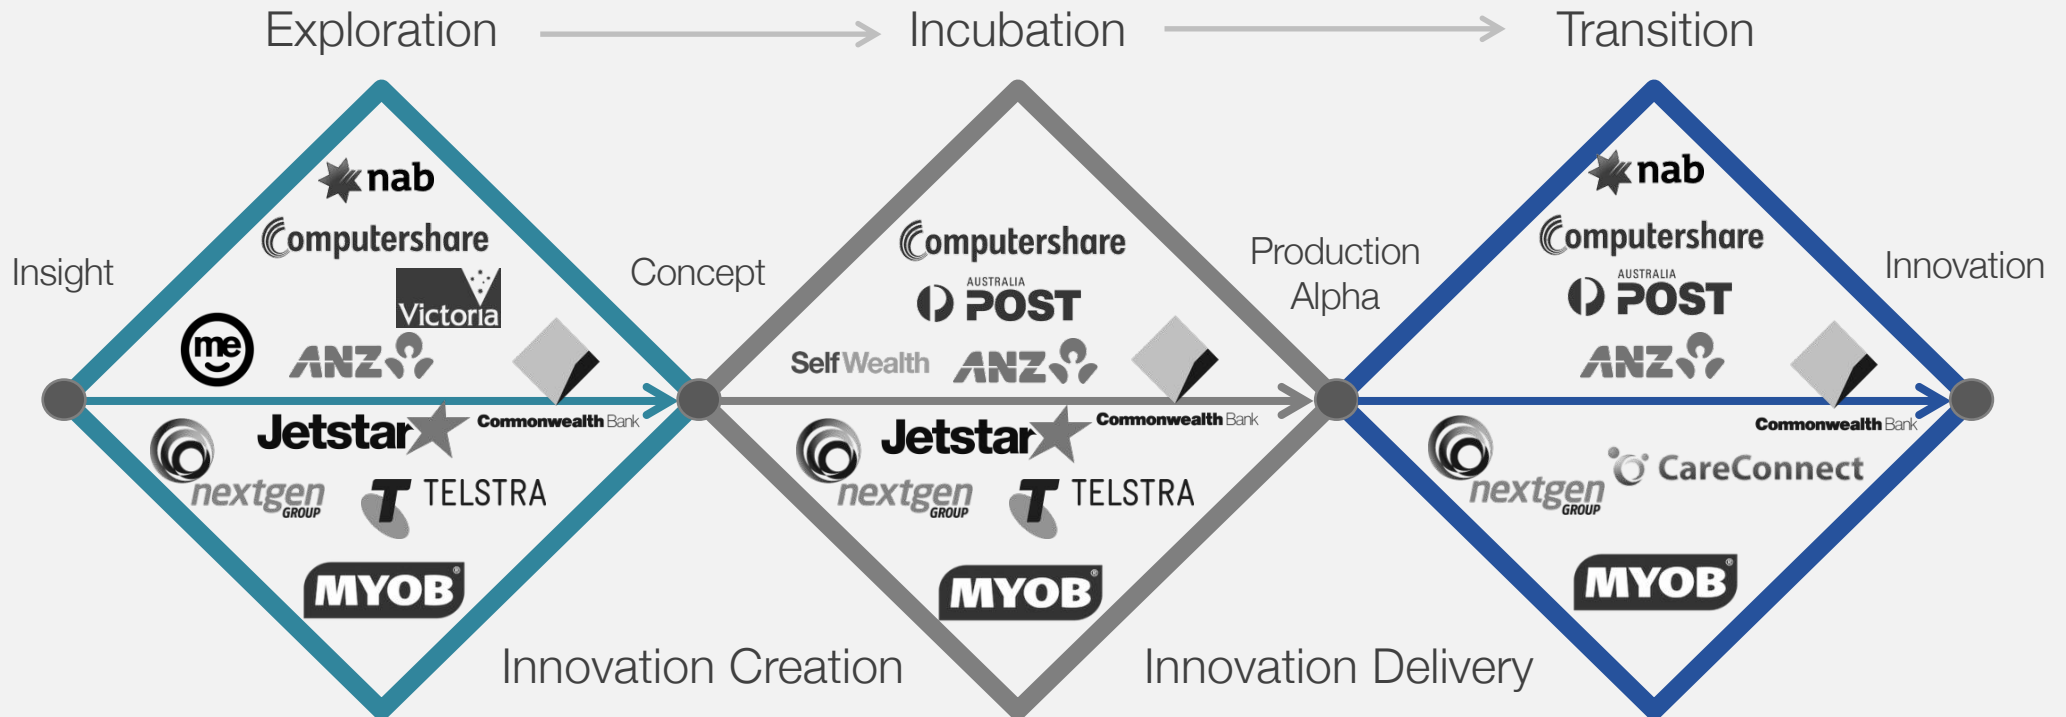 Exploration
Incubation
Transition
Insight
nab
Computershare
Victoria
me
ANZ
Commonwealth Bank
Jetstar
nextgen
GROUP
TELSTRA
MYOB®
Concept
Computershare
AUSTRALIA
POST
SelfWealth
ANZ
Commonwealth Bank
Jetstar
nextgen
GROUP
TELSTRA
MYOB®
Production
Alpha
nab
Computershare
AUSTRALIA
POST
ANZ
Commonwealth Bank
nextgen
GROUP
CareConnect
MYOB®
Innovation
Innovation Creation
Innovation Delivery